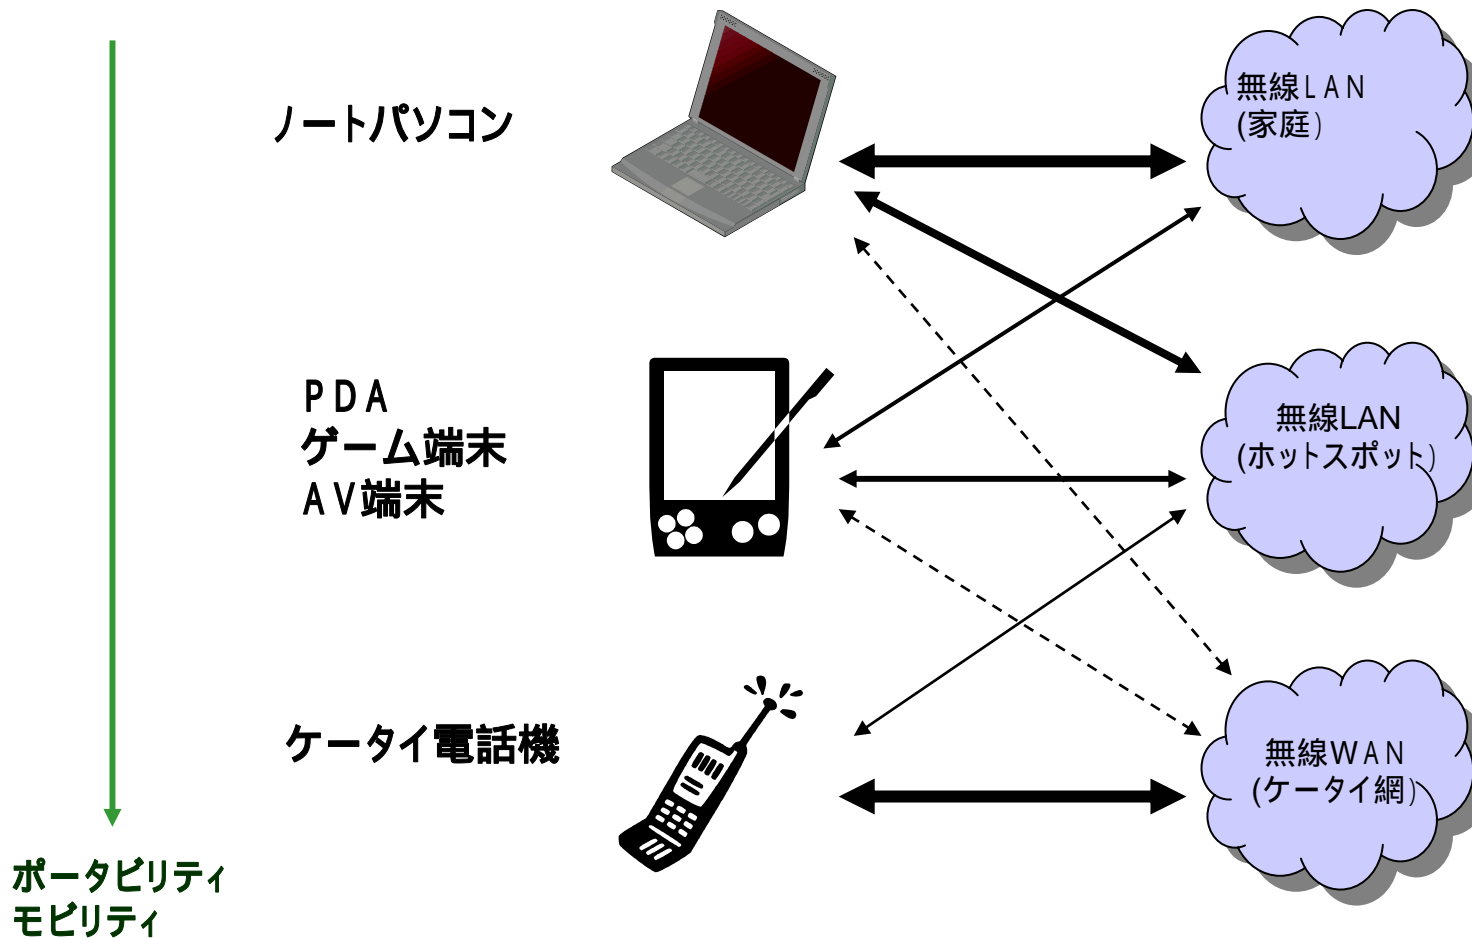 ノートパソコン
無線LAN
(家庭)
PDA
ゲーム端末
AV端末
無線LAN
(ホットスポット)
ケータイ電話機
無線WAN
(ケータイ網)
ポータビリティ
モビリティ